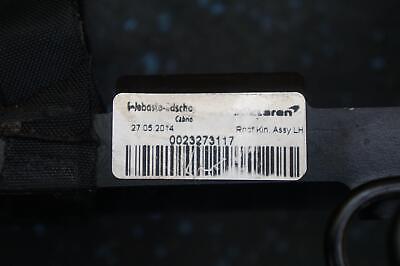 Webasto-Edscha
Cabrio
McLaren
27.05.2014
Roof Kin. Assy LH
0023273117